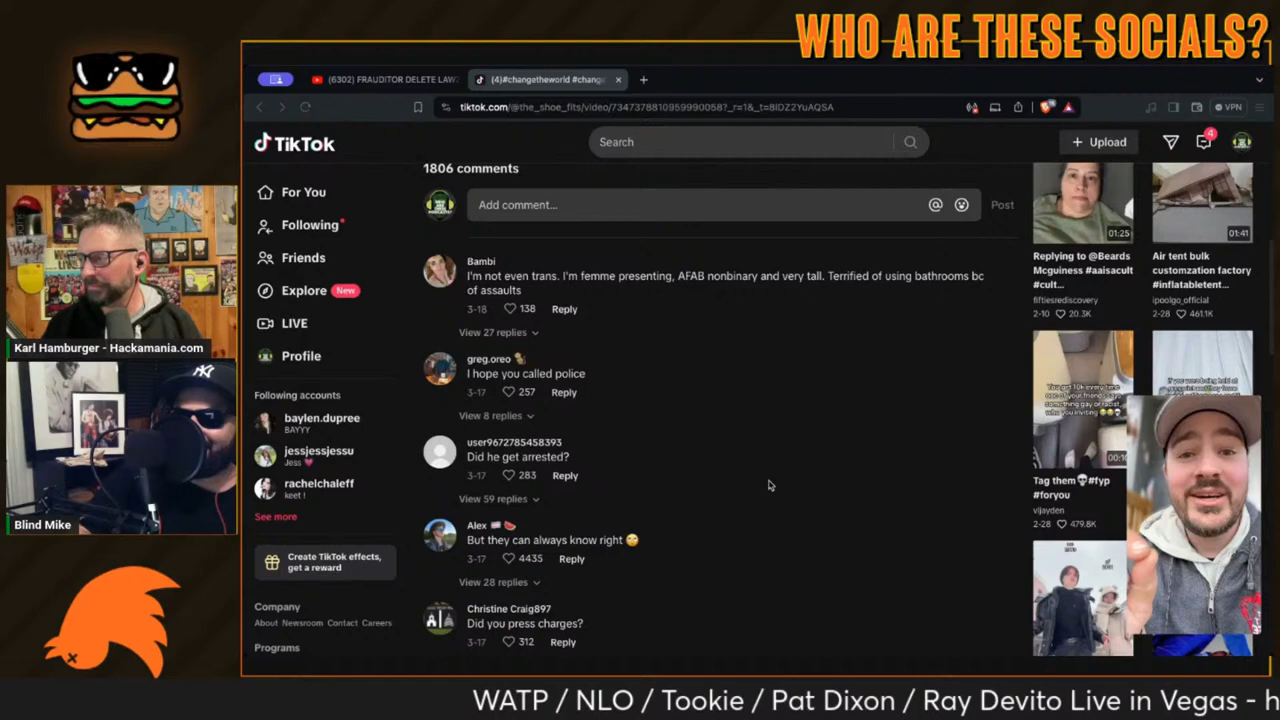 WHO ARE THESE SOCIALS?
(6302) FRAUDITOR DELETE LAW
(4)#changetheworld #change
tiktok.com/@the_shoe_fits/video/7347378810959990058?_r=1&_t=8lDZ2YuAQSA
VPN
TikTok
Search
Upload
4
For You
Following
Friends
Explore New
LIVE
Profile
Following accounts
baylen.dupree
BAYYY
jessjessjessu
Jess
rachelchaleff
keet !
See more
Create TikTok effects,
get a reward
Company
About Newsroom Contact Careers
Programs
1806 comments
Add comment...
Post
Bambi
I'm not even trans. I'm femme presenting, AFAB nonbinary and very tall. Terrified of using bathrooms bc
of assaults
3-18 138 Reply
View 27 replies
greg.oreo
I hope you called police
3-17 257 Reply
View 8 replies
user9672785458393
Did he get arrested?
3-17 283 Reply
View 59 replies
Alex
But they can always know right
3-17 4435 Reply
View 28 replies
Christine Craig897
Did you press charges?
3-17 312 Reply
01:25
Replying to @Beards
Mcguiness #aaisacult
#cult...
fiftiesrediscovery
2-10 20.3K
01:41
Air tent bulk
customzation factory
#inflatabletent...
ipoolgo_official
2-28 461.1K
Tag them #fyp
#foryou
vijayden
2-28 479.8K
Karl Hamburger - Hackamania.com
Blind Mike
WATP / NLO / Tookie / Pat Dixon / Ray Devito Live in Vegas - h